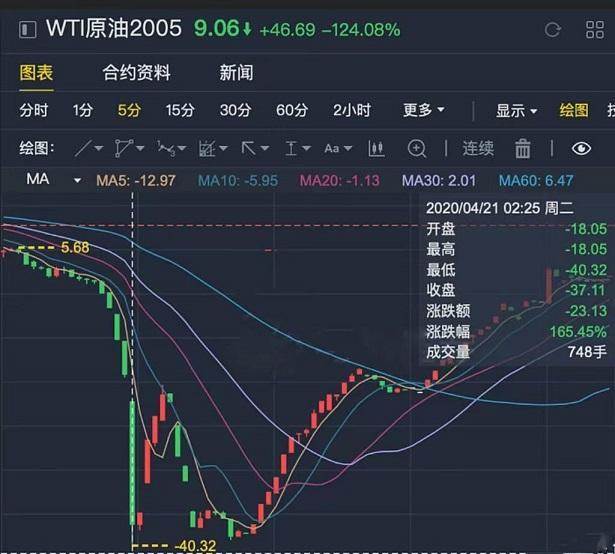 WTI原油2005 9.06↓ +46.69 -124.08%
图表 合约资料 新闻
分时 1分 5分 15分 30分 60分 2小时 更多 显示 绘图
绘图: Aa 连续
MA MA5: -12.97 MA10: -5.95 MA20: -1.13 MA30: 2.01 MA60: 6.47
2020/04/21 02:25 周二
开盘 -18.05
最高 -18.05
最低 -40.32
收盘 -37.11
涨跌额 -23.13
涨跌幅 165.45%
成交量 748手
5.68
-40.32